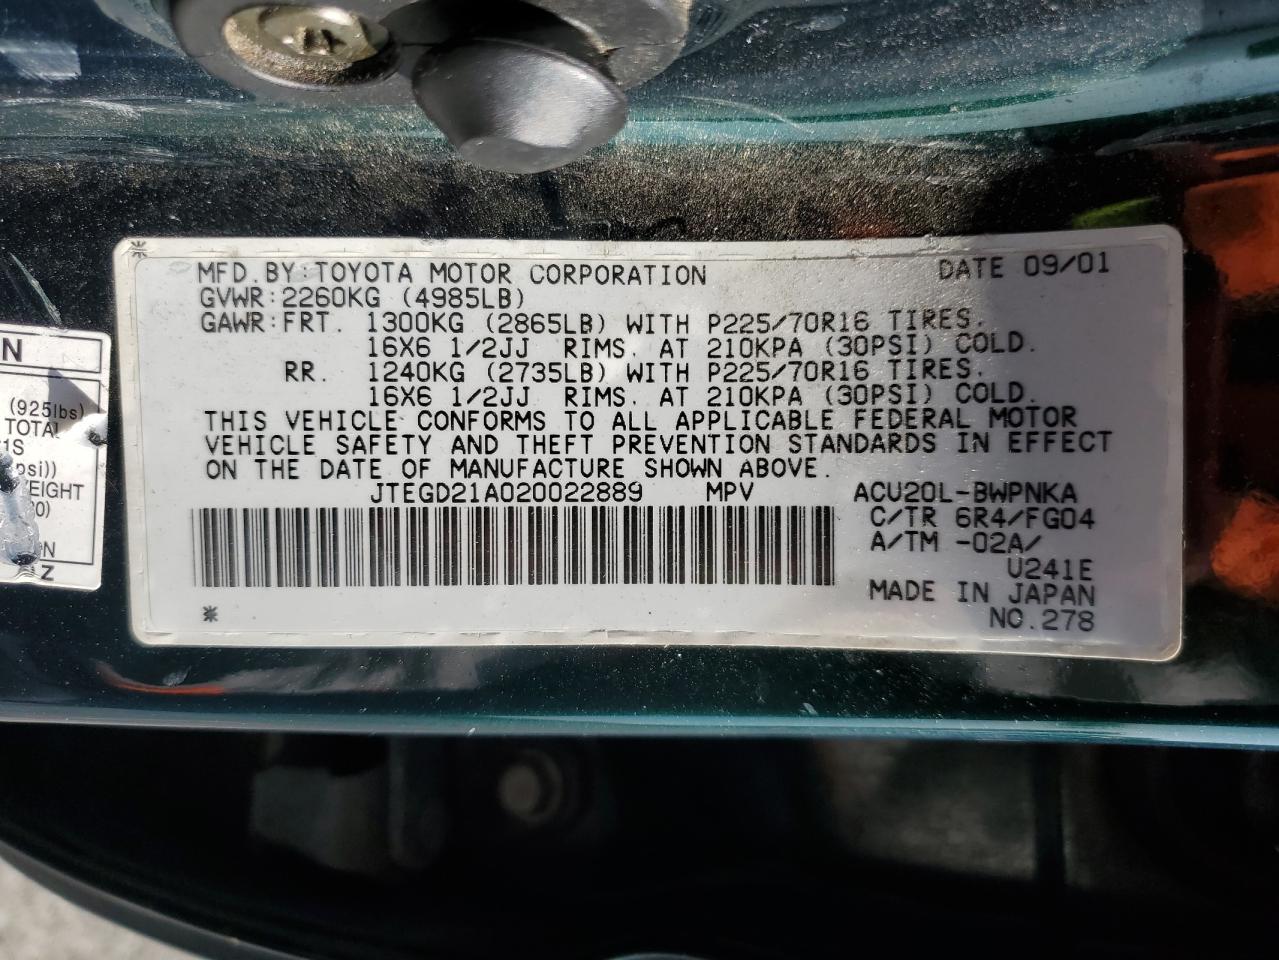 MFD.BY:TOYOTA MOTOR CORPORATION DATE 09/01
GVWR:2260KG (4985LB)
GAWR:FRT. 1300KG (2865LB) WITH P225/70R16 TIRES.
16X6 1/2JJ RIMS. AT 210KPA (30PSI) COLD.
RR. 1240KG (2735LB) WITH P225/70R16 TIRES.
16X6 1/2JJ RIMS. AT 210KPA (30PSI) COLD.
THIS VEHICLE CONFORMS TO ALL APPLICABLE FEDERAL MOTOR
VEHICLE SAFETY AND THEFT PREVENTION STANDARDS IN EFFECT
ON THE DATE OF MANUFACTURE SHOWN ABOVE.
JTEGD21A020022889 MPV ACU20L-BWPNKA
C/TR 6R4/FG04
A/TM -02A/
U241E
MADE IN JAPAN
NO.278
N
(925lbs)
TOTAL
1S
psi))
EIGHT
0)
N
Z